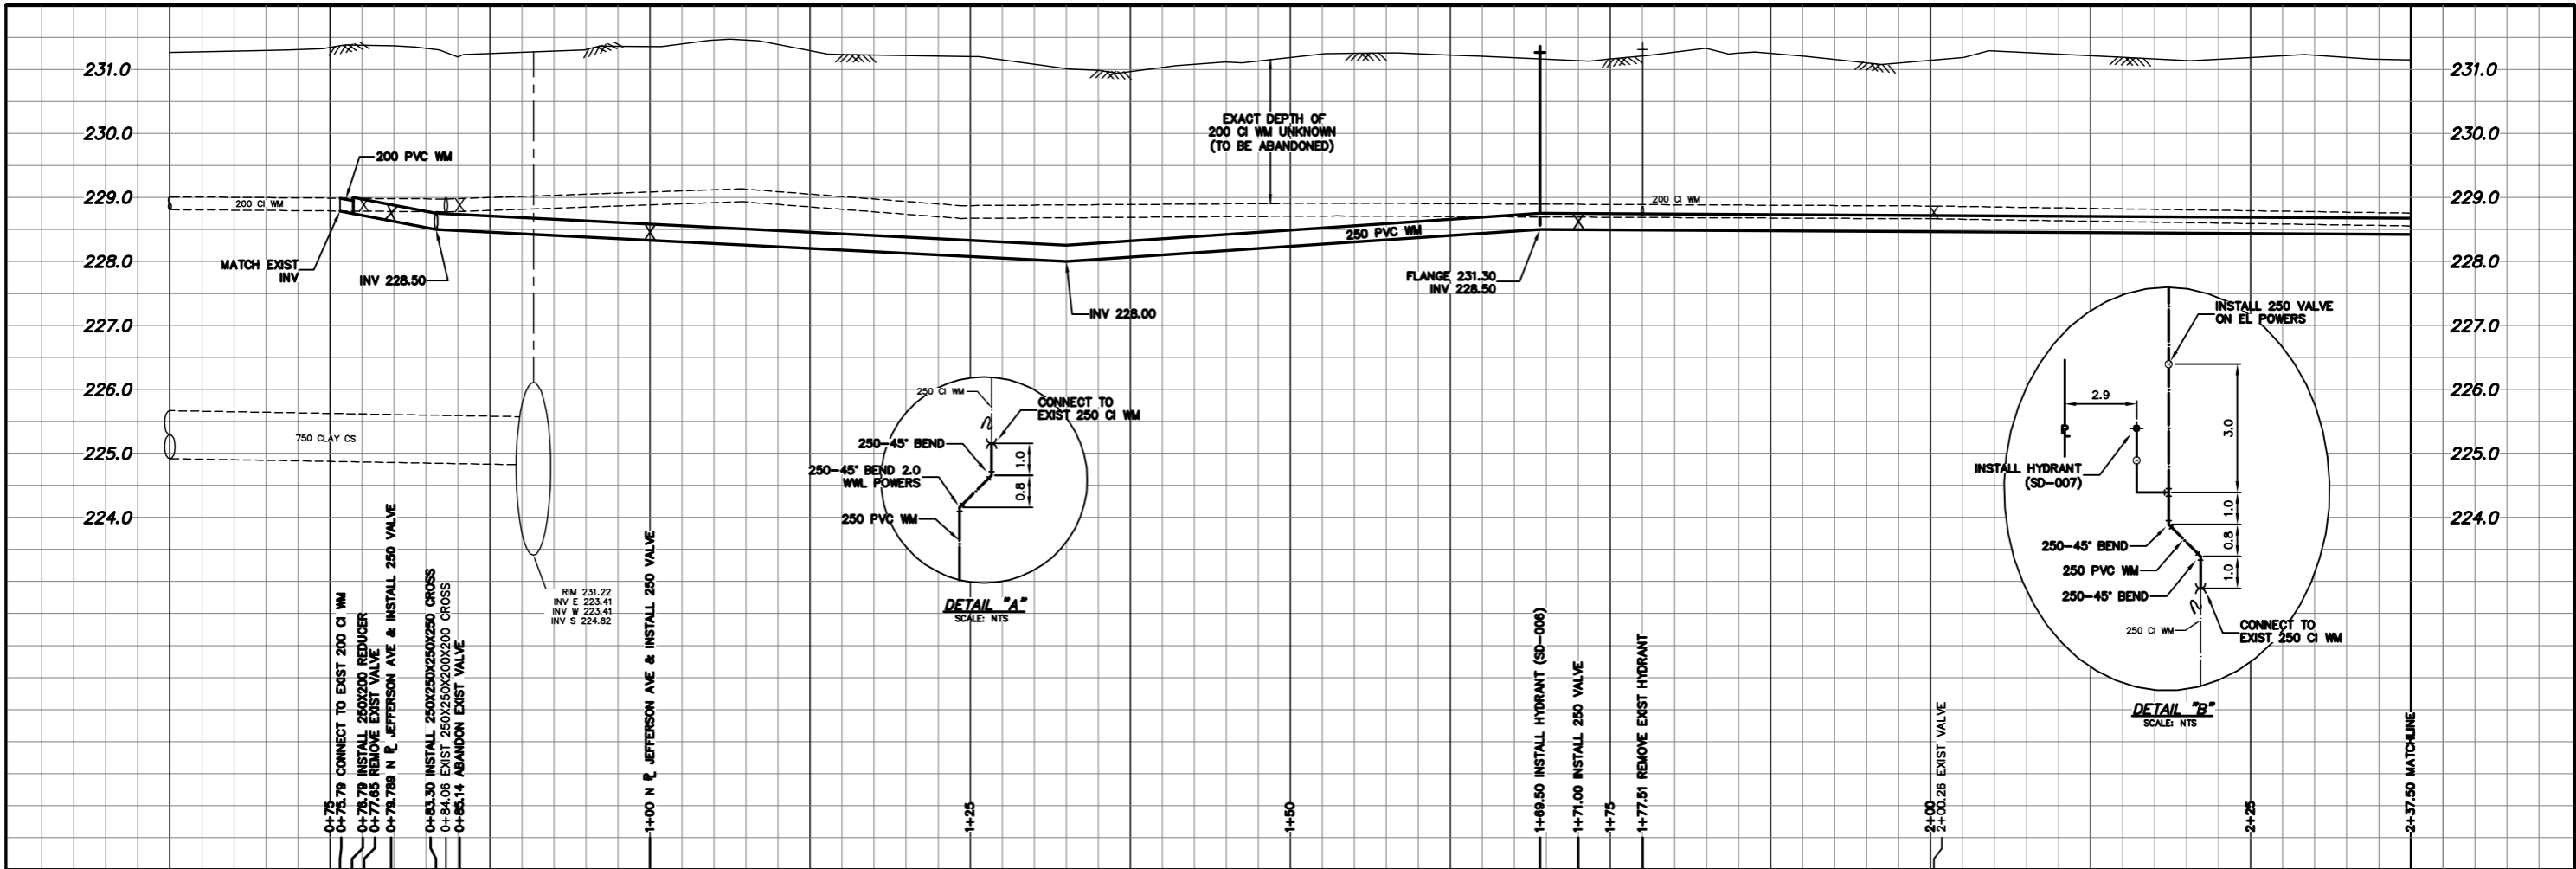 231.0
230.0
229.0
228.0
227.0
226.0
225.0
224.0
231.0
230.0
229.0
228.0
227.0
226.0
225.0
224.0
200 PVC WM
200 CI WM
MATCH EXIST
INV
INV 228.50
EXACT DEPTH OF
200 CI WM UNKNOWN
(TO BE ABANDONED)
200 CI WM
250 PVC WM
FLANGE 231.30
INV 228.50
INV 228.00
750 CLAY CS
RIM 231.22
INV E 223.41
INV W 223.41
INV S 224.82
250 CI WM
CONNECT TO
EXIST 250 CI WM
250-45° BEND
250-45° BEND 2.0
WWL POWERS
250 PVC WM
1.0
0.8
DETAIL "A"
SCALE: NTS
INSTALL 250 VALVE
ON EL POWERS
2.9
3.0
P
L
INSTALL HYDRANT
(SD-007)
1.0
0.8
1.0
250-45° BEND
250 PVC WM
250-45° BEND
250 CI WM
CONNECT TO
EXIST 250 CI WM
DETAIL "B"
SCALE: NTS
0+75
0+75.79 CONNECT TO EXIST 200 CI WM
0+76.79 INSTALL 250X200 REDUCER
0+77.65 REMOVE EXIST VALVE
0+79.789 N PL JEFFERSON AVE & INSTALL 250 VALVE
0+83.30 INSTALL 250X250X250X250 CROSS
0+84.06 EXIST 250X250X200X200 CROSS
0+85.14 ABANDON EXIST VALVE
1+00 N PL JEFFERSON AVE & INSTALL 250 VALVE
1+25
1+50
1+69.50 INSTALL HYDRANT (SD-006)
1+71.00 INSTALL 250 VALVE
1+75
1+77.51 REMOVE EXIST HYDRANT
2+00
2+00.26 EXIST VALVE
2+25
2+37.50 MATCHLINE